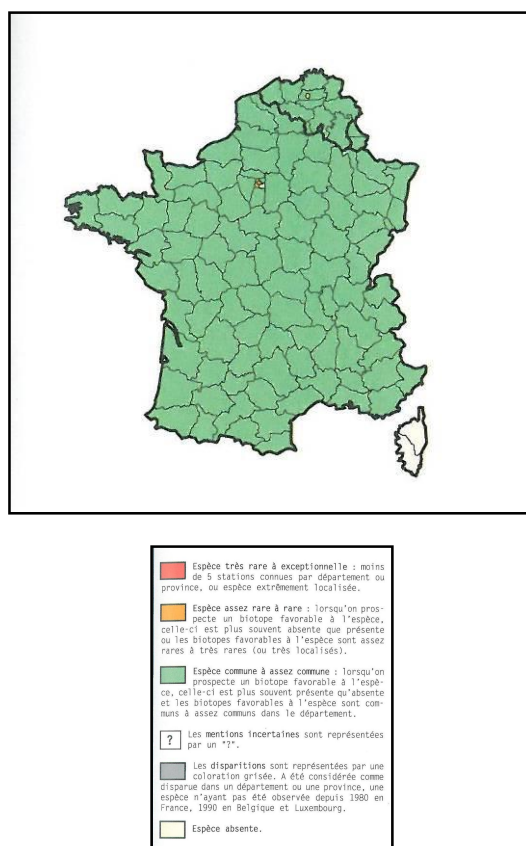 Espèce très rare à exceptionnelle : moins
de 5 stations connues par département ou
province, ou espèce extrêmement localisée.
Espèce assez rare à rare : lorsqu'on pros-
pecte un biotope favorable à l'espèce,
celle-ci est plus souvent absente que présente
ou les biotopes favorables à l'espèce sont assez
rares à très rares (ou très localisés).
Espèce commune à assez commune : lorsqu'on
prospecte un biotope favorable à l'espè-
ce, celle-ci est plus souvent présente qu'absente
et les biotopes favorables à l'espèce sont com-
muns à assez communs dans le département.
? Les mentions incertaines sont représentées
par un "?".
Les disparitions sont représentées par une
coloration grisée. A été considérée comme
disparue dans un département ou une province, une
espèce n'ayant pas été observée depuis 1980 en
France, 1990 en Belgique et Luxembourg.
Espèce absente.